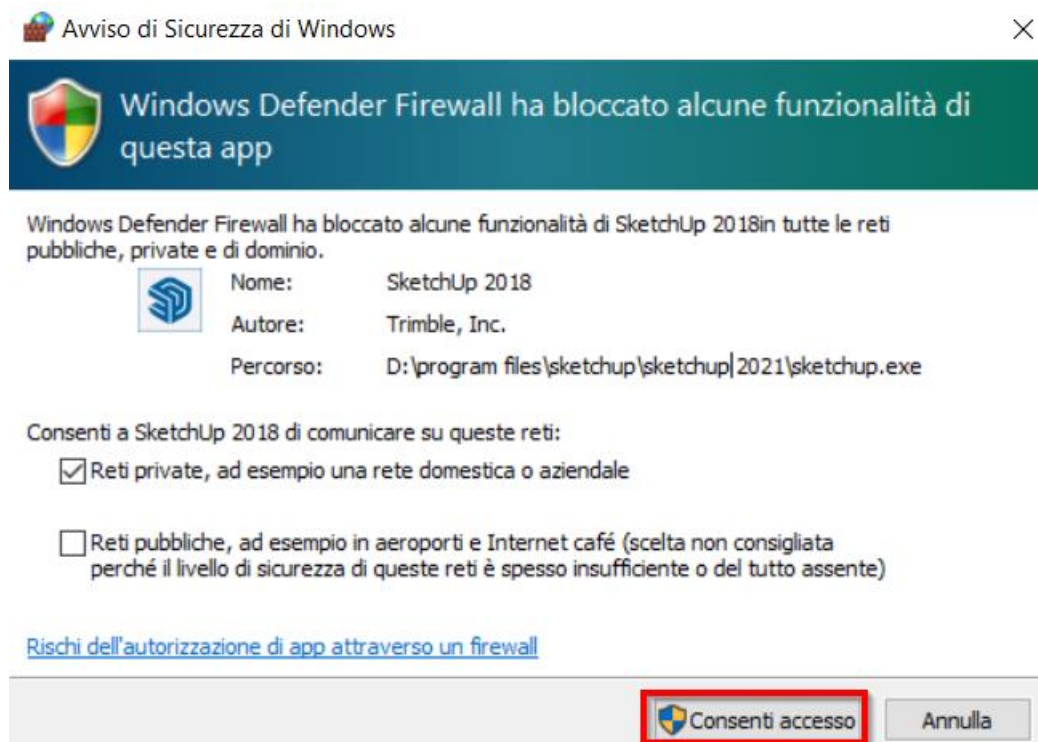 Avviso di Sicurezza di Windows
Windows Defender Firewall ha bloccato alcune funzionalità di
questa app
Windows Defender Firewall ha bloccato alcune funzionalità di SketchUp 2018in tutte le reti
pubbliche, private e di dominio.
Nome: SketchUp 2018
Autore: Trimble, Inc.
Percorso: D:\program files\sketchup\sketchup 2021\sketchup.exe
Consenti a SketchUp 2018 di comunicare su queste reti:
Reti private, ad esempio una rete domestica o aziendale
Reti pubbliche, ad esempio in aeroporti e Internet café (scelta non consigliata
perché il livello di sicurezza di queste reti è spesso insufficiente o del tutto assente)
Rischi dell'autorizzazione di app attraverso un firewall
Consenti accesso Annulla